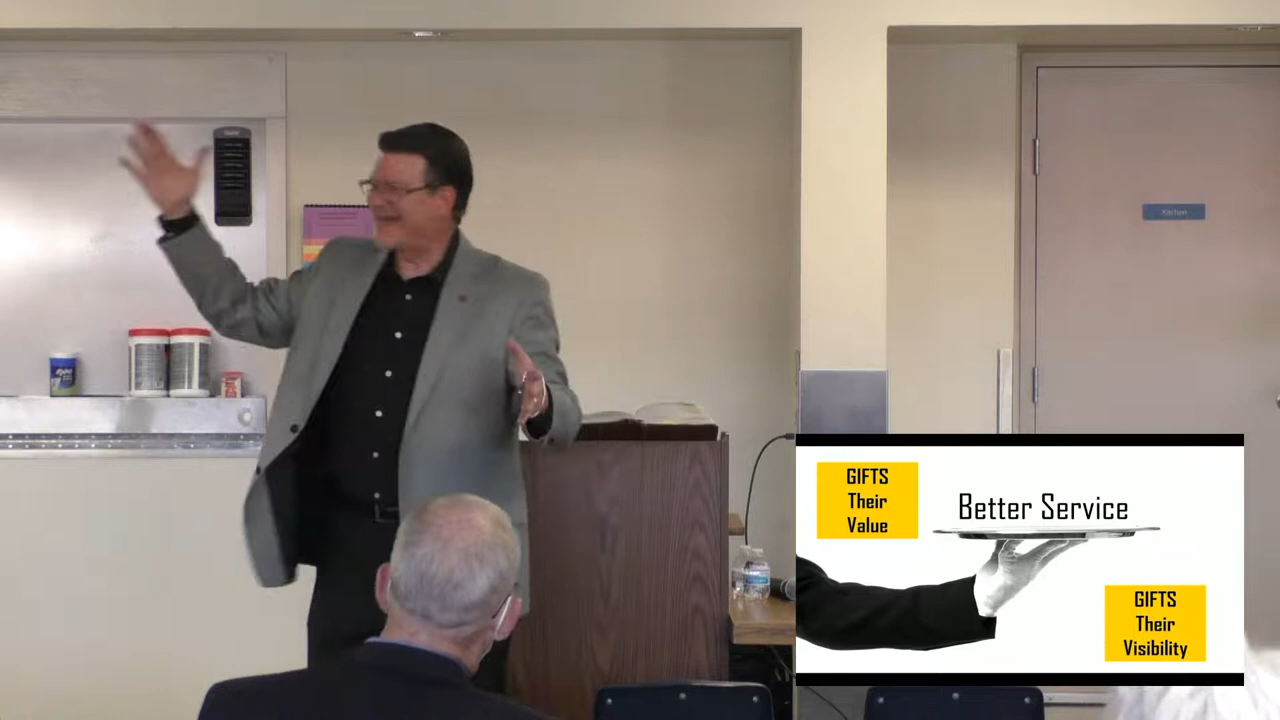 Kitchen
GIFTS
Their
Value
Better Service
GIFTS
Their
Visibility